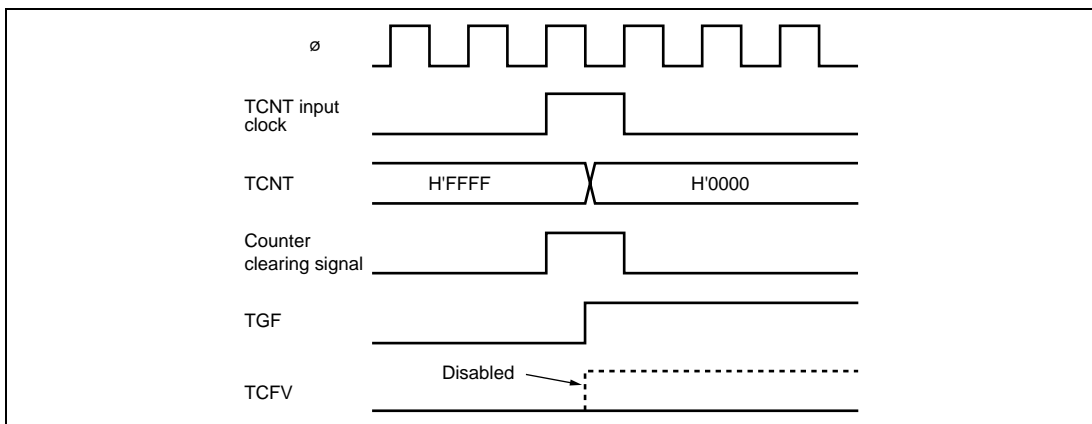 ø
TCNT input
clock
TCNT
H'FFFF
H'0000
Counter
clearing signal
TGF
Disabled
TCFV